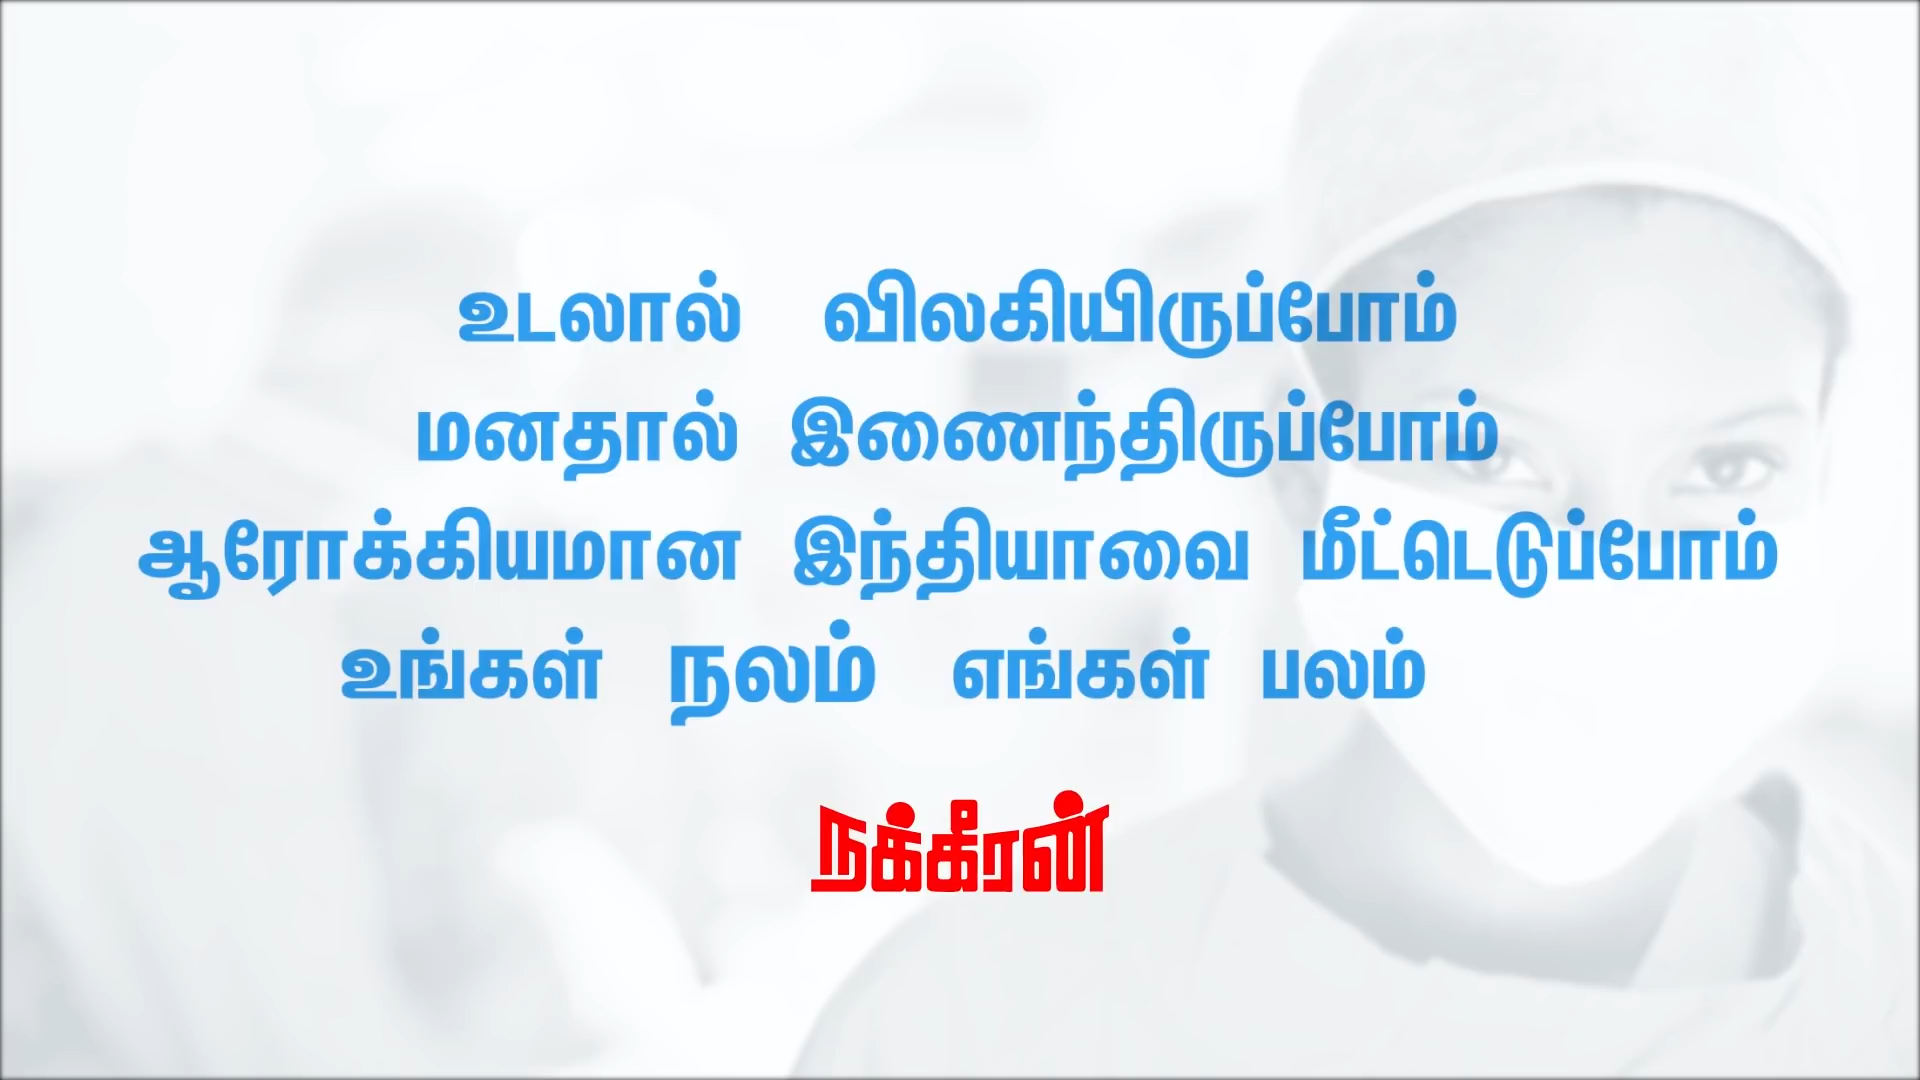 உடலால் விலகியிருப்போம்
மனதால் இணைந்திருப்போம்
ஆரோக்கியமான இந்தியாவை மீட்டெடுப்போம்
உங்கள் நலம் எங்கள் பலம்
நக்கீரன்